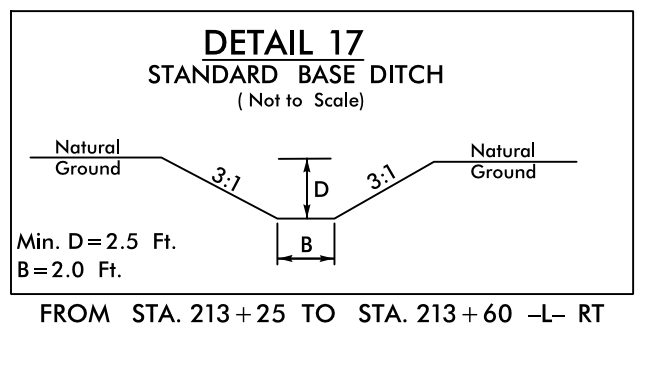 DETAIL 17
STANDARD BASE DITCH
( Not to Scale)
Natural
Ground
3:1
D
3:1
Natural
Ground
B
Min. D=2.5 Ft.
B=2.0 Ft.
FROM STA. 213+25 TO STA. 213+60 -L- RT